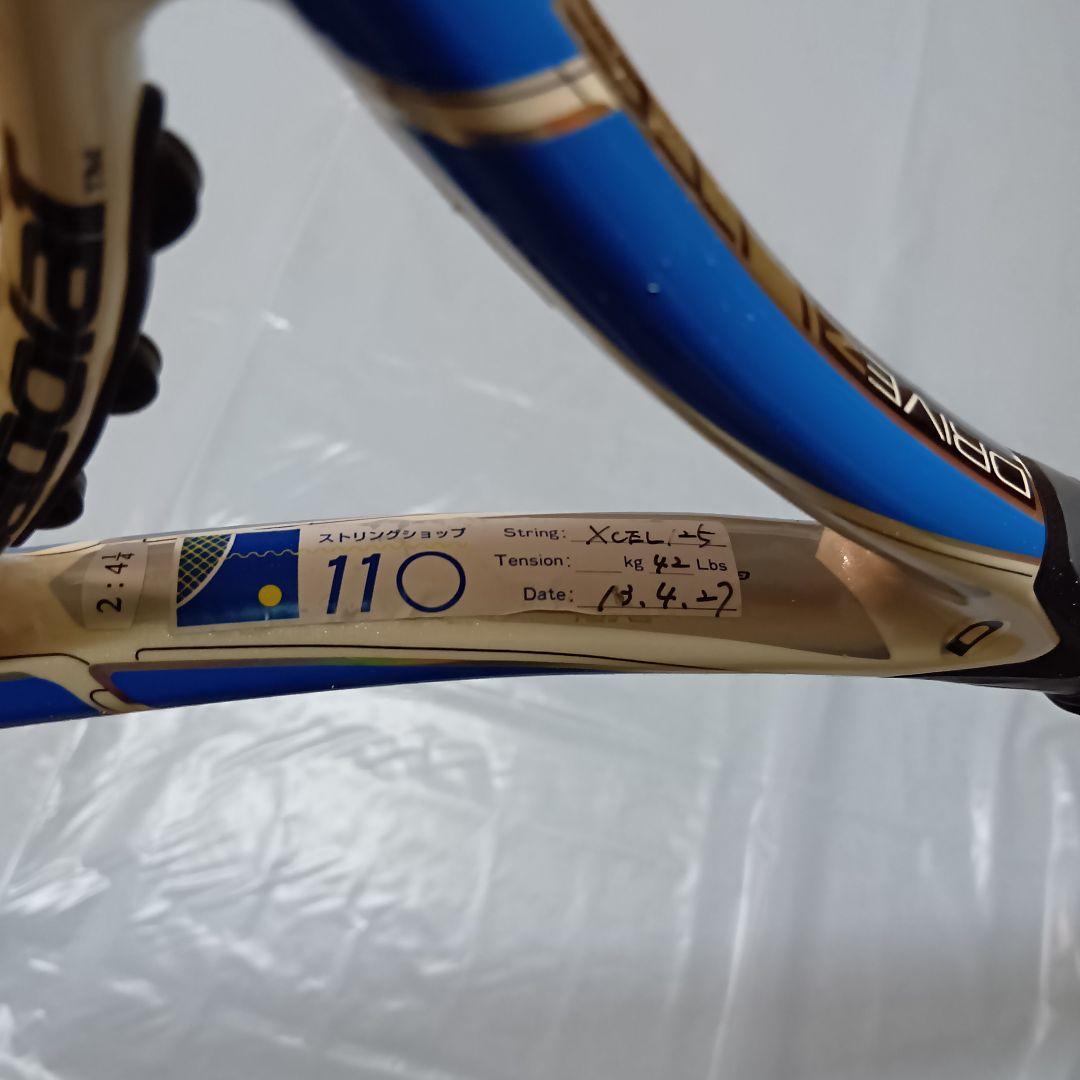 DRIVE
2:4¼
ストリングショップ
110
String: XCEL 1.25
Tension: kg 42 Lbs
Date: 13.4.27
D
TM